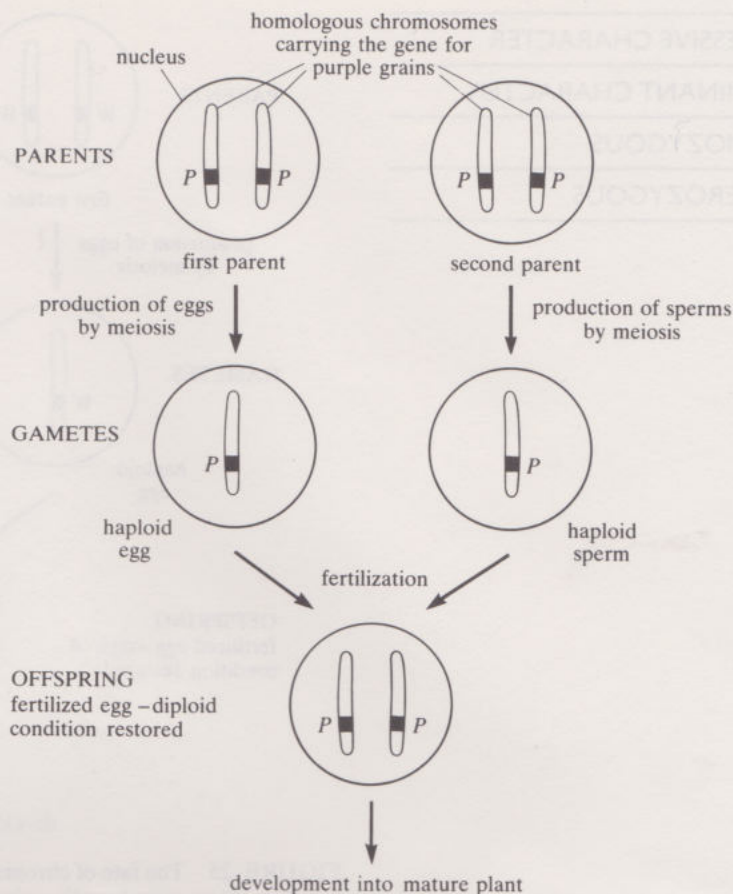 homologous chromosomes
carrying the gene for
purple grains
nucleus
PARENTS
P P
P P
first parent
second parent
production of eggs
by meiosis
production of sperms
by meiosis
GAMETES
P
P
haploid
egg
haploid
sperm
fertilization
OFFSPRING
fertilized egg – diploid
condition restored
P P
development into mature plant